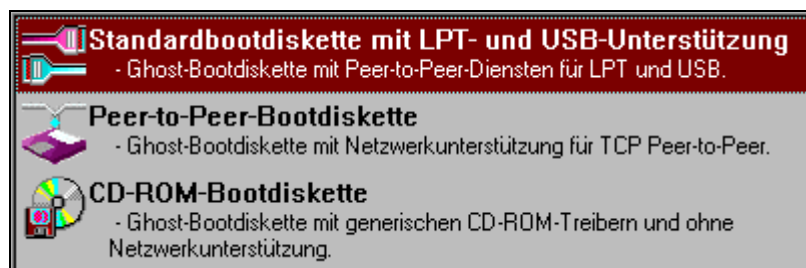 Standardbootdiskette mit LPT- und USB-Unterstützung
- Ghost-Bootdiskette mit Peer-to-Peer-Diensten für LPT und USB.
Peer-to-Peer-Bootdiskette
- Ghost-Bootdiskette mit Netzwerkunterstützung für TCP Peer-to-Peer.
CD-ROM-Bootdiskette
- Ghost-Bootdiskette mit generischen CD-ROM-Treibern und ohne
Netzwerkunterstützung.